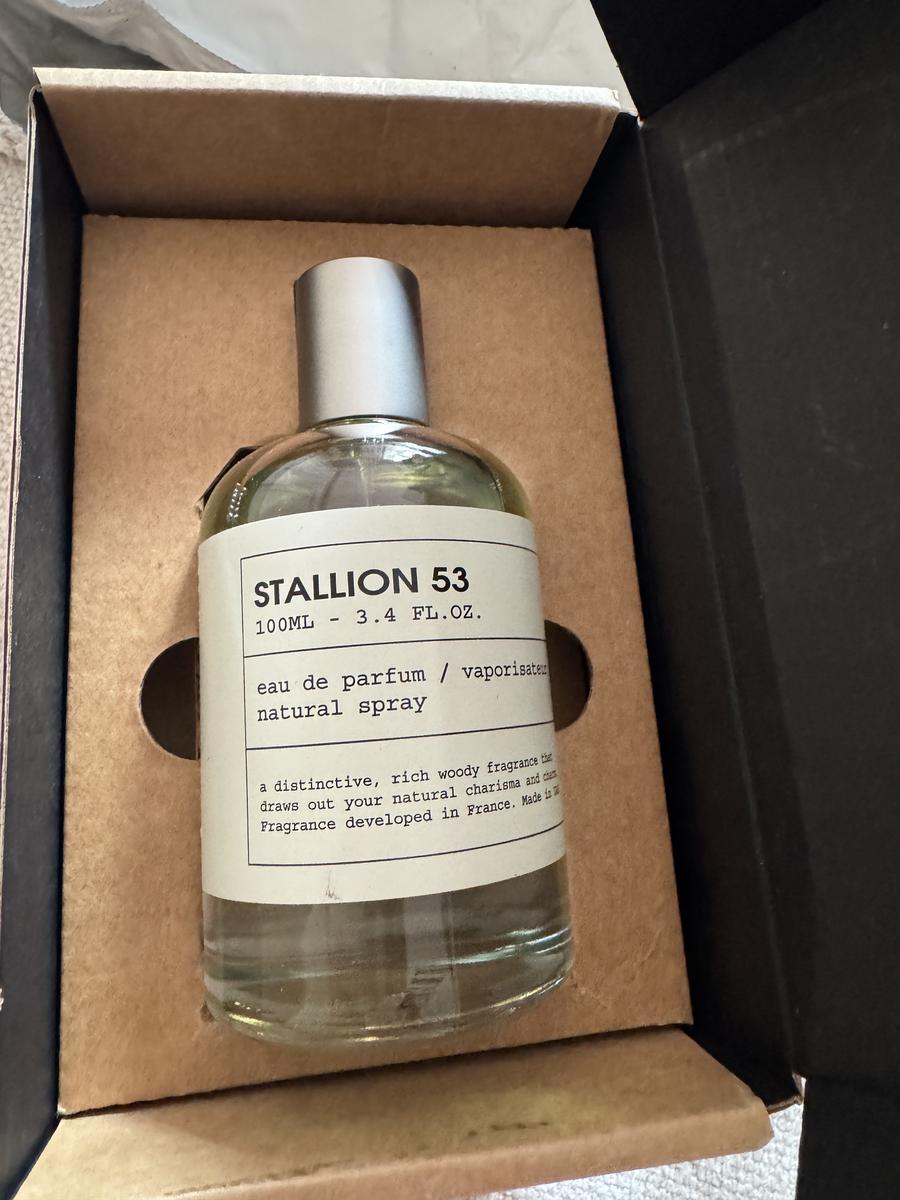 STALLION 53
100ML - 3.4 FL.OZ.
eau de parfum / vaporisateur
natural spray
a distinctive, rich woody fragrance that
draws out your natural charisma and
Fragrance developed in France. Made in